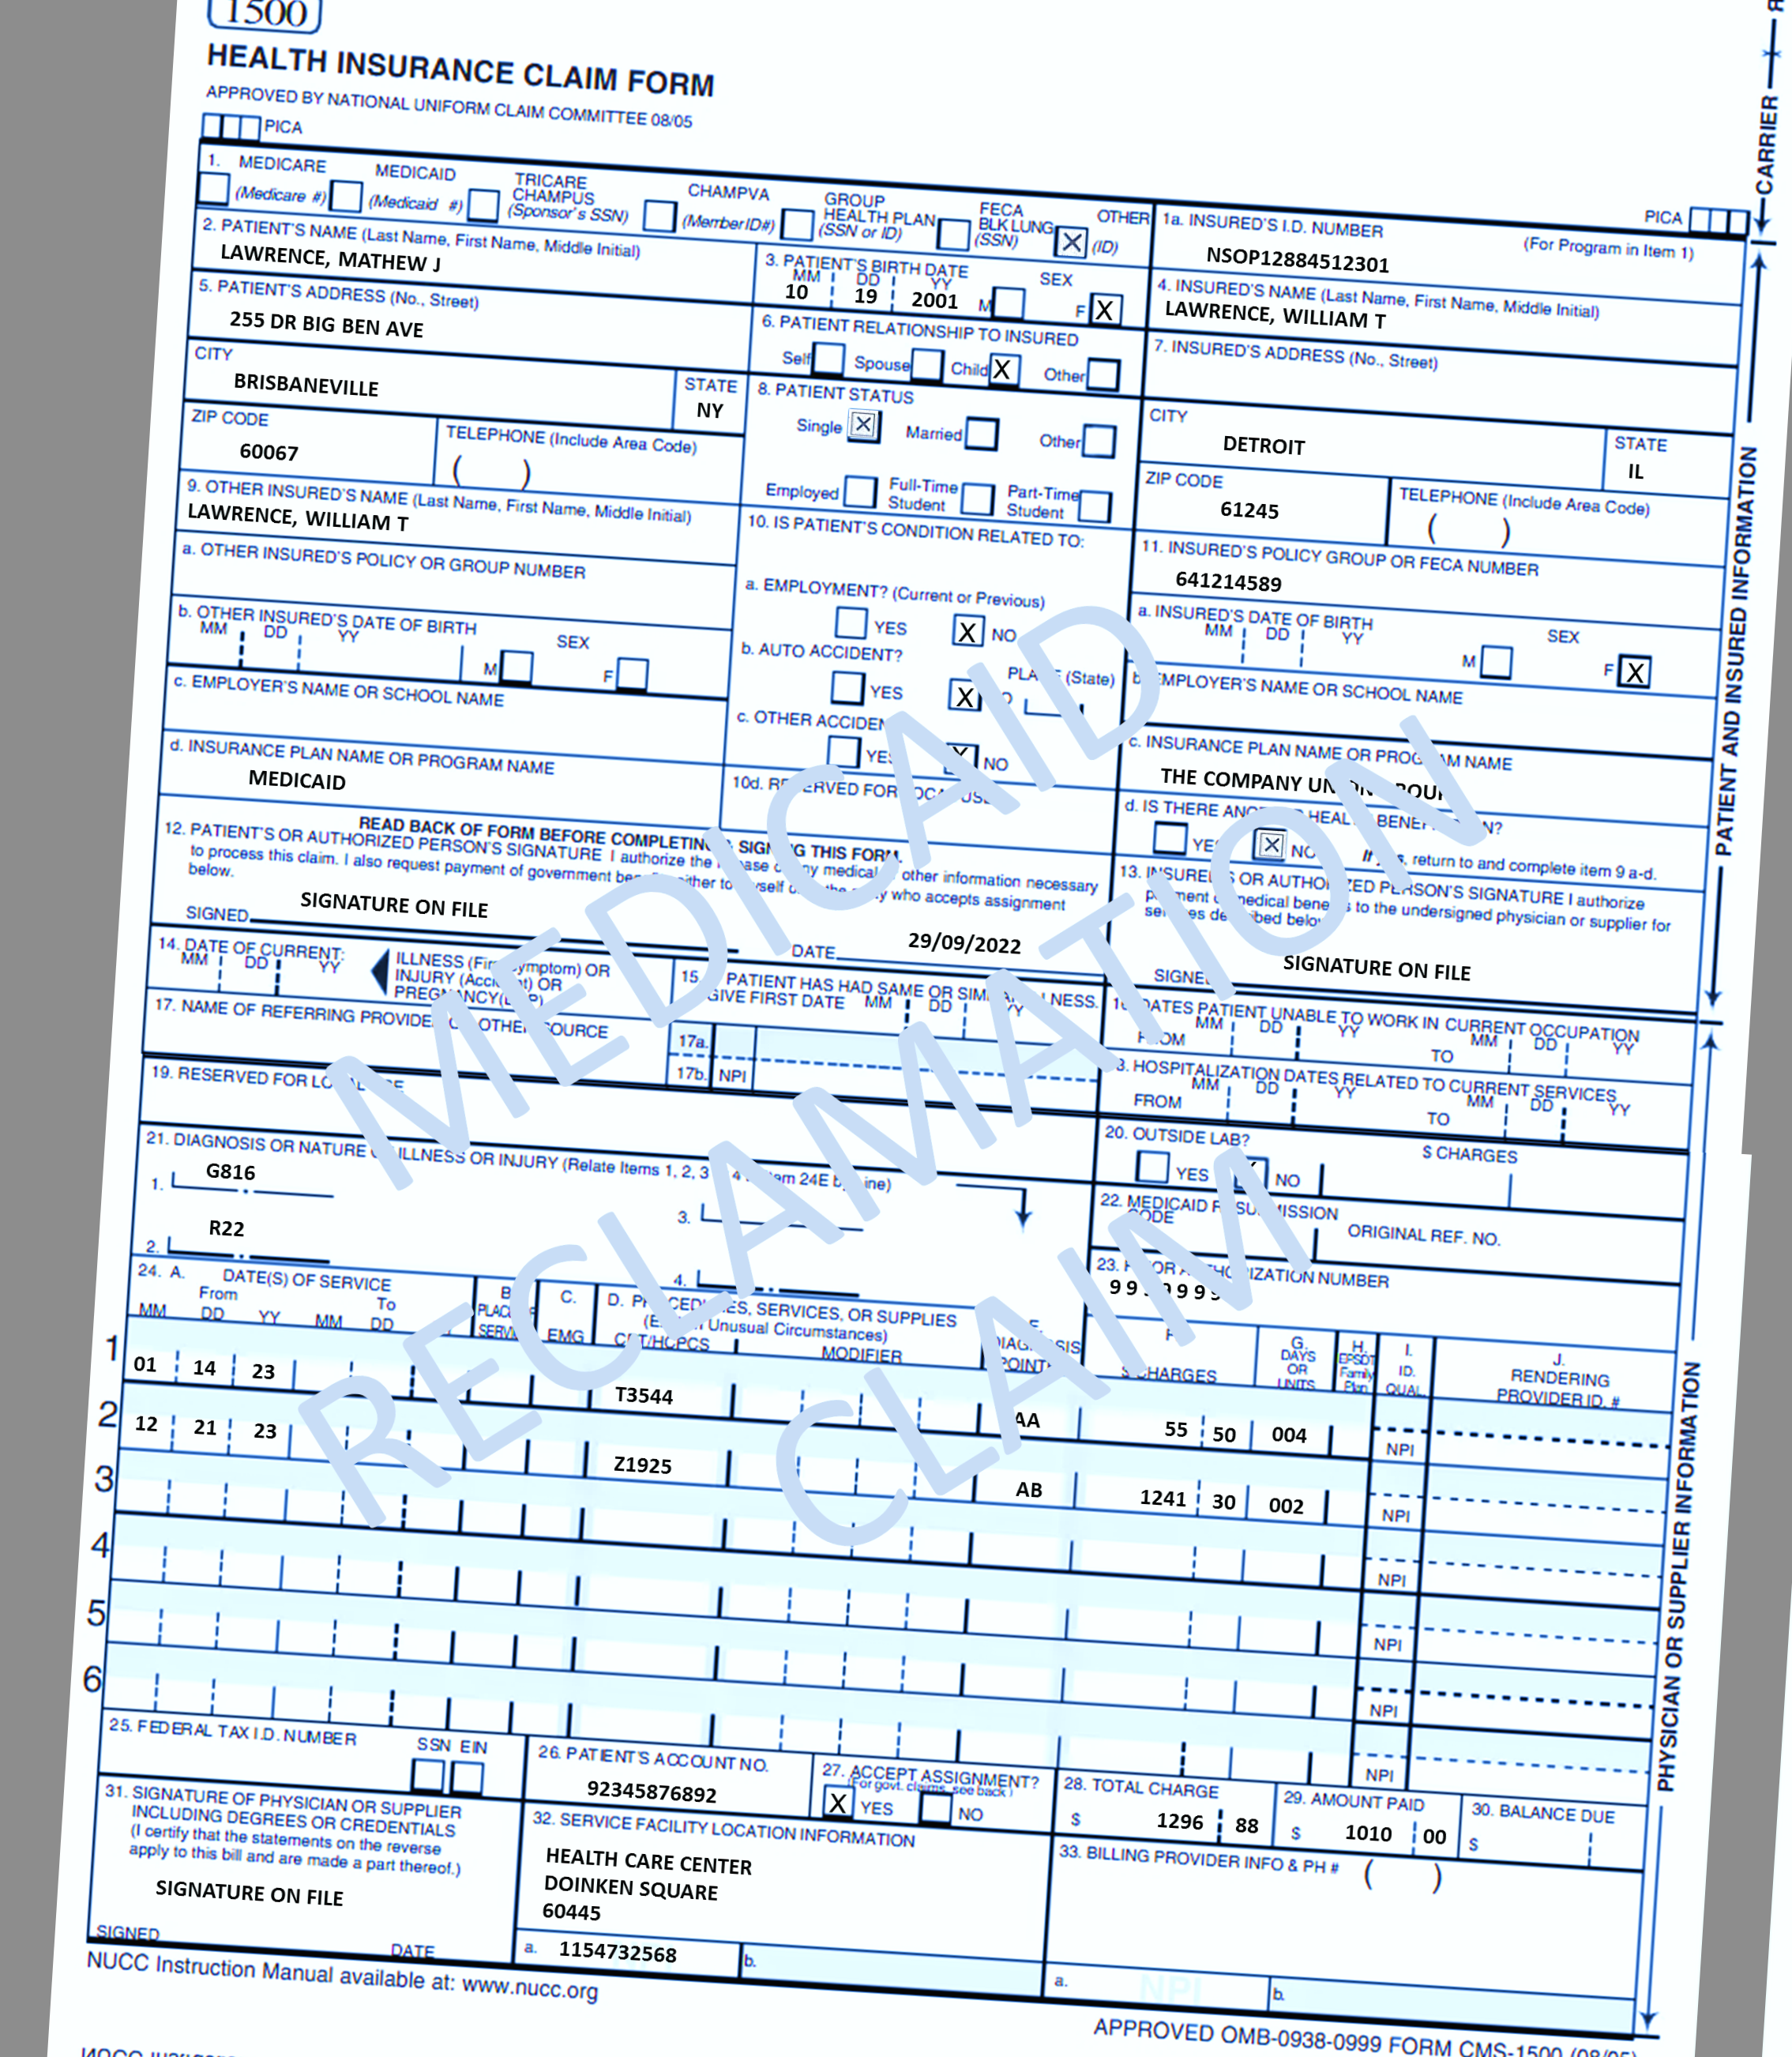 1500
HEALTH INSURANCE CLAIM FORM
APPROVED BY NATIONAL UNIFORM CLAIM COMMITTEE 08/05
PICA
PICA
CARRIER
1. MEDICARE MEDICAID TRICARE CHAMPUS CHAMPVA GROUP HEALTH PLAN FECA BLK LUNG OTHER
(Medicare #) (Medicaid #) (Sponsor's SSN) (Member ID#) (SSN or ID) (SSN) X (ID)
1a. INSURED'S I.D. NUMBER (For Program in Item 1)
NSOP12884512301
2. PATIENT'S NAME (Last Name, First Name, Middle Initial)
LAWRENCE, MATHEW J
3. PATIENT'S BIRTH DATE SEX
MM DD YY
10 19 2001 M F X
4. INSURED'S NAME (Last Name, First Name, Middle Initial)
LAWRENCE, WILLIAM T
5. PATIENT'S ADDRESS (No., Street)
255 DR BIG BEN AVE
6. PATIENT RELATIONSHIP TO INSURED
Self Spouse Child X Other
7. INSURED'S ADDRESS (No., Street)
CITY STATE
BRISBANEVILLE NY
8. PATIENT STATUS
Single X Married Other
Employed Full-Time Student Part-Time Student
CITY STATE
DETROIT IL
ZIP CODE TELEPHONE (Include Area Code)
60067 ( )
ZIP CODE TELEPHONE (Include Area Code)
61245 ( )
9. OTHER INSURED'S NAME (Last Name, First Name, Middle Initial)
LAWRENCE, WILLIAM T
10. IS PATIENT'S CONDITION RELATED TO:
11. INSURED'S POLICY GROUP OR FECA NUMBER
641214589
a. OTHER INSURED'S POLICY OR GROUP NUMBER
a. EMPLOYMENT? (Current or Previous)
YES X NO
a. INSURED'S DATE OF BIRTH SEX
MM DD YY M F X
b. OTHER INSURED'S DATE OF BIRTH SEX
MM DD YY M F
b. AUTO ACCIDENT? PLACE (State)
YES X NO
b. EMPLOYER'S NAME OR SCHOOL NAME
c. EMPLOYER'S NAME OR SCHOOL NAME
c. OTHER ACCIDENT
YES X NO
c. INSURANCE PLAN NAME OR PROGRAM NAME
THE COMPANY UNION GROUP
d. INSURANCE PLAN NAME OR PROGRAM NAME
MEDICAID
10d. RESERVED FOR LOCAL USE
d. IS THERE ANOTHER HEALTH BENEFIT PLAN?
YES X NO If yes, return to and complete item 9 a-d.
PATIENT AND INSURED INFORMATION
READ BACK OF FORM BEFORE COMPLETING & SIGNING THIS FORM.
12. PATIENT'S OR AUTHORIZED PERSON'S SIGNATURE I authorize the release of any medical or other information necessary
to process this claim. I also request payment of government benefits either to myself or to the party who accepts assignment
below.
SIGNED SIGNATURE ON FILE DATE 29/09/2022
13. INSURED'S OR AUTHORIZED PERSON'S SIGNATURE I authorize
payment of medical benefits to the undersigned physician or supplier for
services described below.
SIGNED SIGNATURE ON FILE
14. DATE OF CURRENT:
MM DD YY
ILLNESS (First symptom) OR
INJURY (Accident) OR
PREGNANCY(LMP)
15. PATIENT HAS HAD SAME OR SIMILAR ILLNESS.
GIVE FIRST DATE MM DD YY
16. DATES PATIENT UNABLE TO WORK IN CURRENT OCCUPATION
MM DD YY MM DD YY
FROM TO
17. NAME OF REFERRING PROVIDER OR OTHER SOURCE
17a.
17b. NPI
18. HOSPITALIZATION DATES RELATED TO CURRENT SERVICES
MM DD YY MM DD YY
FROM TO
19. RESERVED FOR LOCAL USE
20. OUTSIDE LAB? $ CHARGES
YES NO
21. DIAGNOSIS OR NATURE OF ILLNESS OR INJURY (Relate Items 1, 2, 3 or 4 to Item 24E by Line)
1. G816
2. R22
3.
4.
22. MEDICAID RESUBMISSION
CODE ORIGINAL REF. NO.
23. PRIOR AUTHORIZATION NUMBER
24. A. DATE(S) OF SERVICE
From To
MM DD YY MM DD
B. PLACE OF SERVICE
C. EMG
D. PROCEDURES, SERVICES, OR SUPPLIES
(Explain Unusual Circumstances)
CPT/HCPCS MODIFIER
E. DIAGNOSIS POINTER
F. $ CHARGES
G. DAYS OR UNITS
H. EPSDT Family Plan
I. ID. QUAL.
J. RENDERING PROVIDER ID. #
1 01 14 23 T3544 AA 55 50 004 NPI
2 12 21 23 Z1925 AB 1241 30 002 NPI
3 NPI
4 NPI
5 NPI
6 NPI
PHYSICIAN OR SUPPLIER INFORMATION
25. FEDERAL TAX I.D. NUMBER SSN EIN
26. PATIENT'S ACCOUNT NO.
92345876892
27. ACCEPT ASSIGNMENT?
(For govt. claims, see back)
X YES NO
28. TOTAL CHARGE
$ 1296 88
29. AMOUNT PAID
$ 1010 00
30. BALANCE DUE
$
31. SIGNATURE OF PHYSICIAN OR SUPPLIER
INCLUDING DEGREES OR CREDENTIALS
(I certify that the statements on the reverse
apply to this bill and are made a part thereof.)
SIGNATURE ON FILE
SIGNED DATE
32. SERVICE FACILITY LOCATION INFORMATION
HEALTH CARE CENTER
DOINKEN SQUARE
60445
a. 1154732568 b.
33. BILLING PROVIDER INFO & PH # ( )
a. NPI b.
NUCC Instruction Manual available at: www.nucc.org
APPROVED OMB-0938-0999 FORM CMS-1500 (08/05)
MEDICAID
RECLAMATION
CLAIM